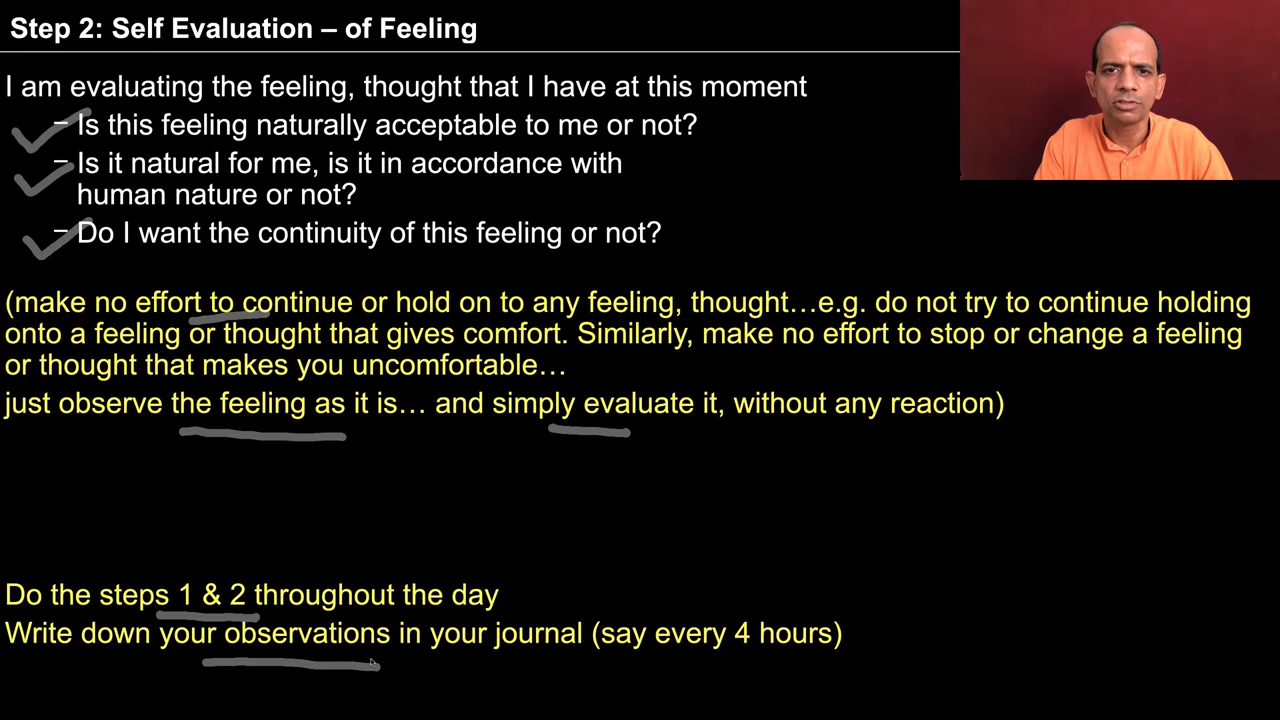 Step 2: Self Evaluation – of Feeling
I am evaluating the feeling, thought that I have at this moment
– Is this feeling naturally acceptable to me or not?
– Is it natural for me, is it in accordance with
human nature or not?
– Do I want the continuity of this feeling or not?
(make no effort to continue or hold on to any feeling, thought…e.g. do not try to continue holding
onto a feeling or thought that gives comfort. Similarly, make no effort to stop or change a feeling
or thought that makes you uncomfortable…
just observe the feeling as it is… and simply evaluate it, without any reaction)
Do the steps 1 & 2 throughout the day
Write down your observations in your journal (say every 4 hours)